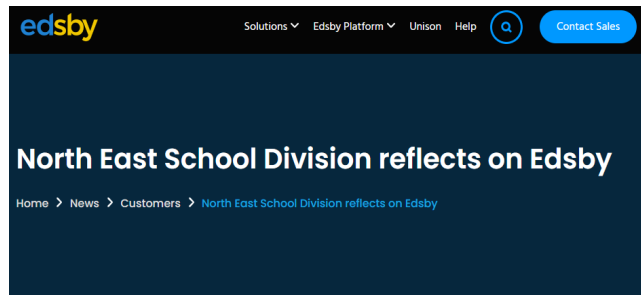 edsby Solutions Edsby Platform Unison Help Contact Sales
North East School Division reflects on Edsby
Home > News > Customers > North East School Division reflects on Edsby